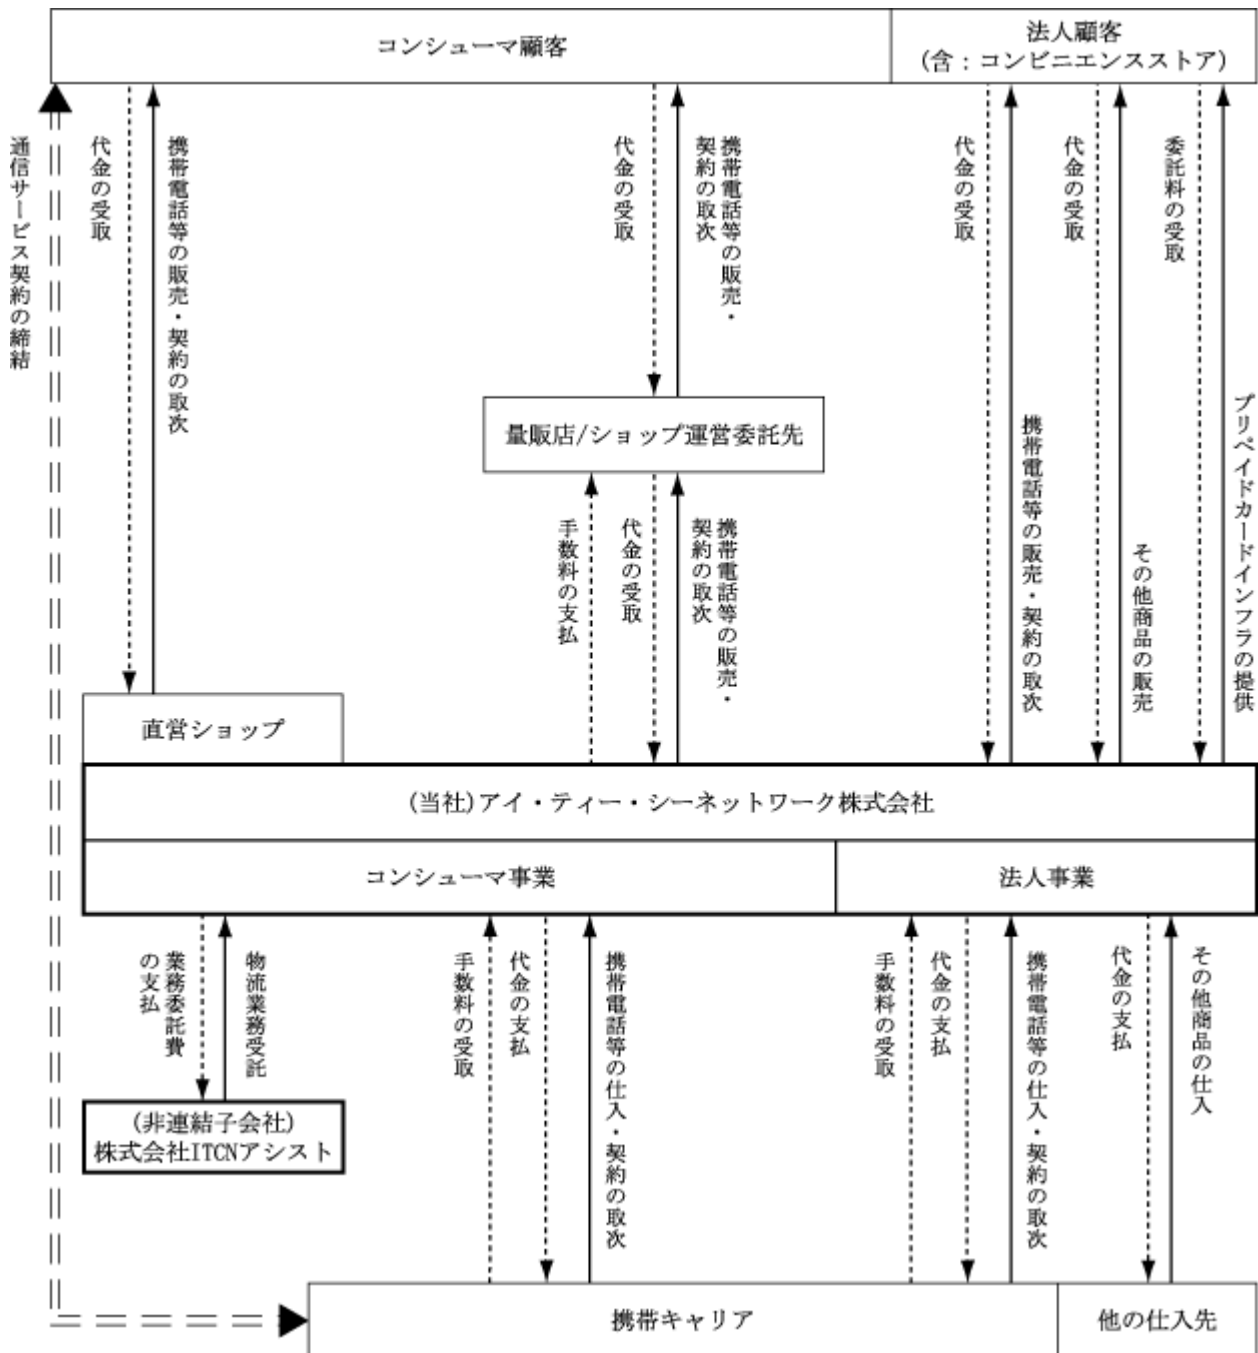 コンシューマ顧客
法人顧客
(含：コンビニエンスストア)
通信サービス契約の締結
代金の受取
携帯電話等の販売・契約の取次
代金の受取
携帯電話等の販売・
契約の取次
代金の受取
携帯電話等の販売・契約の取次
代金の受取
その他商品の販売
委託料の受取
プリペイドカードインフラの提供
量販店/ショップ運営委託先
手数料の支払
代金の受取
携帯電話等の販売・
契約の取次
直営ショップ
(当社)アイ・ティー・シーネットワーク株式会社
コンシューマ事業
法人事業
業務委託費
の支払
物流業務受託
手数料の受取
代金の支払
携帯電話等の仕入・契約の取次
手数料の受取
代金の支払
携帯電話等の仕入・契約の取次
代金の支払
その他商品の仕入
(非連結子会社)
株式会社ITCNアシスト
携帯キャリア
他の仕入先